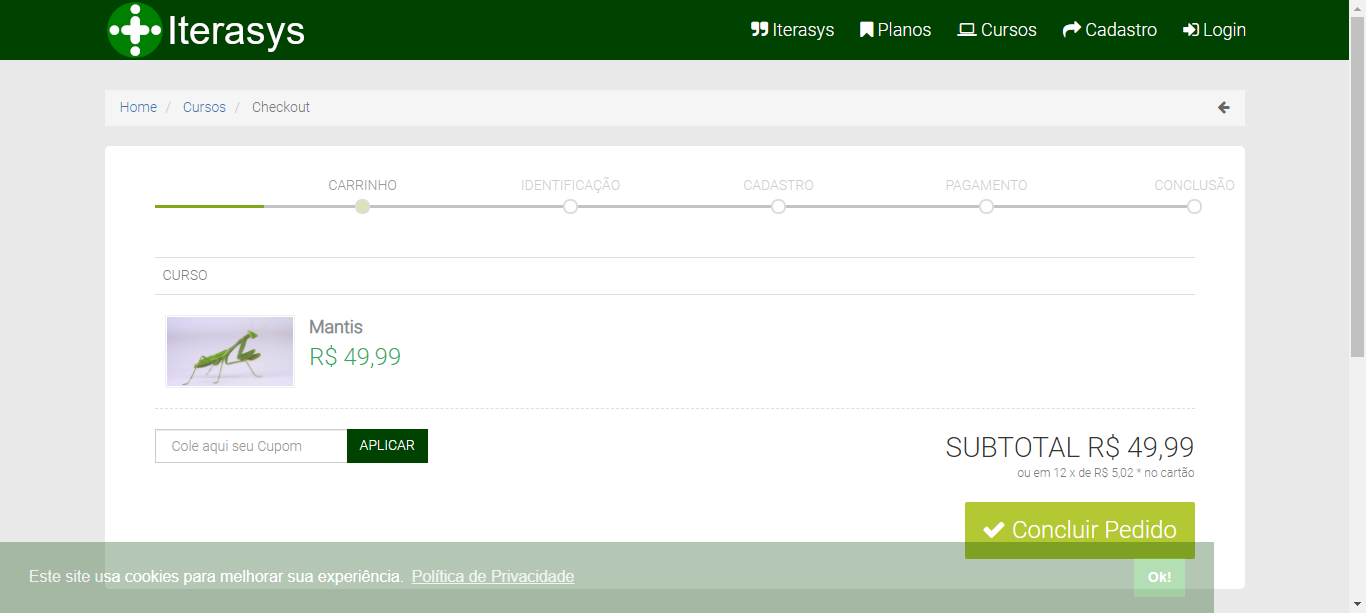 Iterasys
Iterasys Planos Cursos Cadastro Login
Home / Cursos / Checkout
CARRINHO IDENTIFICAÇÃO CADASTRO PAGAMENTO CONCLUSÃO
CURSO
Mantis
R$ 49,99
Cole aqui seu Cupom APLICAR
SUBTOTAL R$ 49,99
ou em 12 x de R$ 5,02 * no cartão
Concluir Pedido
Este site usa cookies para melhorar sua experiência. Política de Privacidade
Ok!